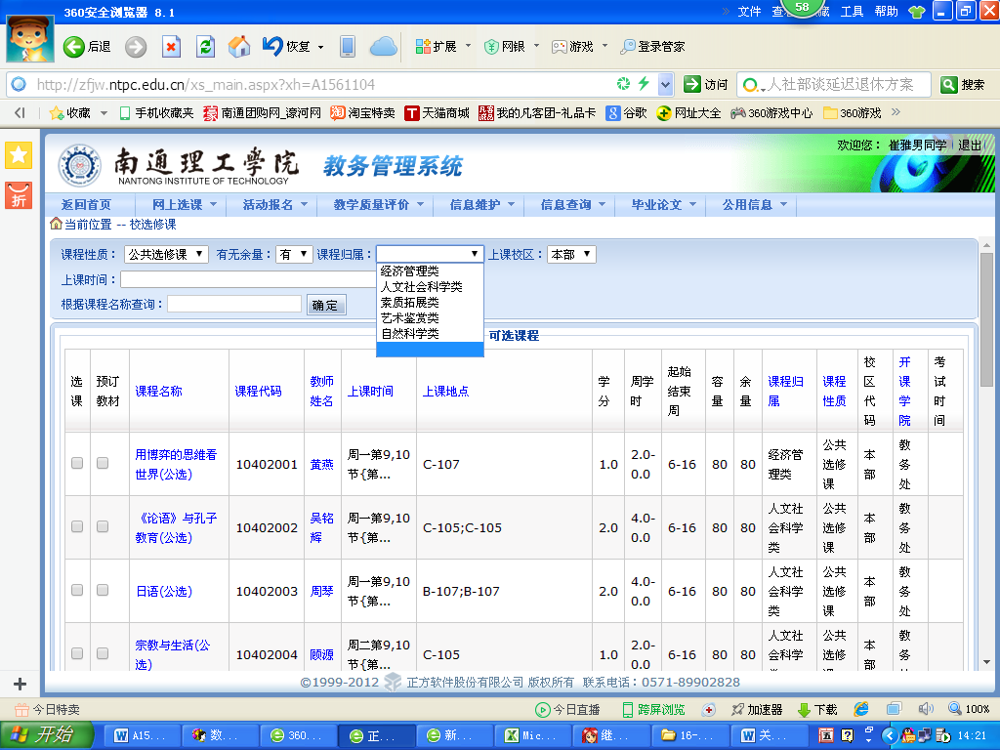 360安全浏览器 8.1
» 文件 查 58 藏 工具 帮助
后退 恢复 扩展 网银 游戏 登录管家
http://zfjw.ntpc.edu.cn/xs_main.aspx?xh=A1561104 访问 人社部谈延迟退休方案 搜索
收藏 手机收藏夹 南通团购网_濠河网 淘宝特卖 天猫商城 我的凡客团-礼品卡 谷歌 网址大全 360游戏中心 360游戏 »
折
南通理工學院
NANTONG INSTITUTE OF TECHNOLOGY
教务管理系统
欢迎您： 崔雅男同学 退出
返回首页 网上选课 活动报名 教学质量评价 信息维护 信息查询 毕业论文 公用信息
当前位置 -- 校选修课
课程性质： 公共选修课 有无余量： 有 课程归属： 上课校区： 本部
上课时间：
根据课程名称查询： 确定
经济管理类
人文社会科学类
素质拓展类
艺术鉴赏类
自然科学类
可选课程
选课 预订教材 课程名称 课程代码 教师姓名 上课时间 上课地点 学分 周学时 起始结束周 容量 余量 课程归属 课程性质 校区代码 开课学院 考试时间
用博弈的思维看世界(公选) 10402001 黄燕 周一第9,10节{第... C-107 1.0 2.0-0.0 6-16 80 80 经济管理类 公共选修课 本部 教务处
《论语》与孔子教育(公选) 10402002 吴铭辉 周一第9,10节{第... C-105;C-105 2.0 4.0-0.0 6-16 80 80 人文社会科学类 公共选修课 本部 教务处
日语(公选) 10402003 周琴 周一第9,10节{第... B-107;B-107 2.0 4.0-0.0 6-16 80 80 人文社会科学类 公共选修课 本部 教务处
宗教与生活(公选) 10402004 顾源 周二第9,10节{第... C-105 1.0 2.0-0.0 6-16 80 80 人文社会科学类 公共选修课 本部 教务处
©1999-2012 正方软件股份有限公司 版权所有 联系电话：0571-89902828
今日特卖 今日直播 跨屏浏览 加速器 下载 100%
开始 A15... 数... 360... 正... 新... Mic... 继... 16-... 关... 五 14:21